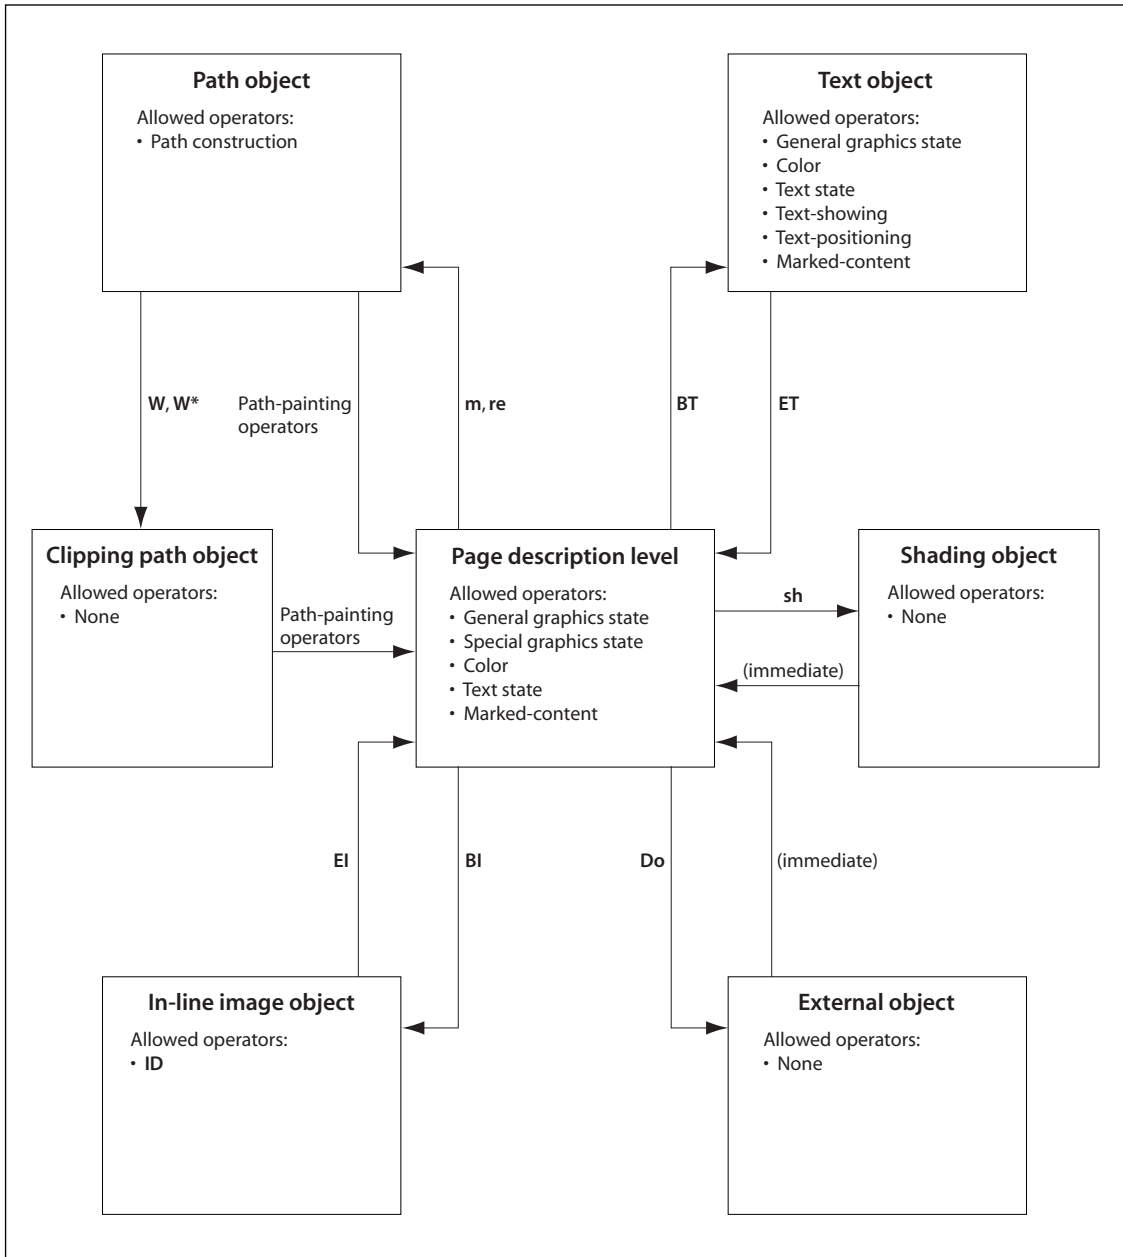 Path object
Allowed operators:
• Path construction
Text object
Allowed operators:
• General graphics state
• Color
• Text state
• Text-showing
• Text-positioning
• Marked-content
W, W*
Path-painting
operators
m, re
BT
ET
Clipping path object
Allowed operators:
• None
Path-painting
operators
Page description level
Allowed operators:
• General graphics state
• Special graphics state
• Color
• Text state
• Marked-content
sh
(immediate)
Shading object
Allowed operators:
• None
EI
BI
Do
(immediate)
In-line image object
Allowed operators:
• ID
External object
Allowed operators:
• None